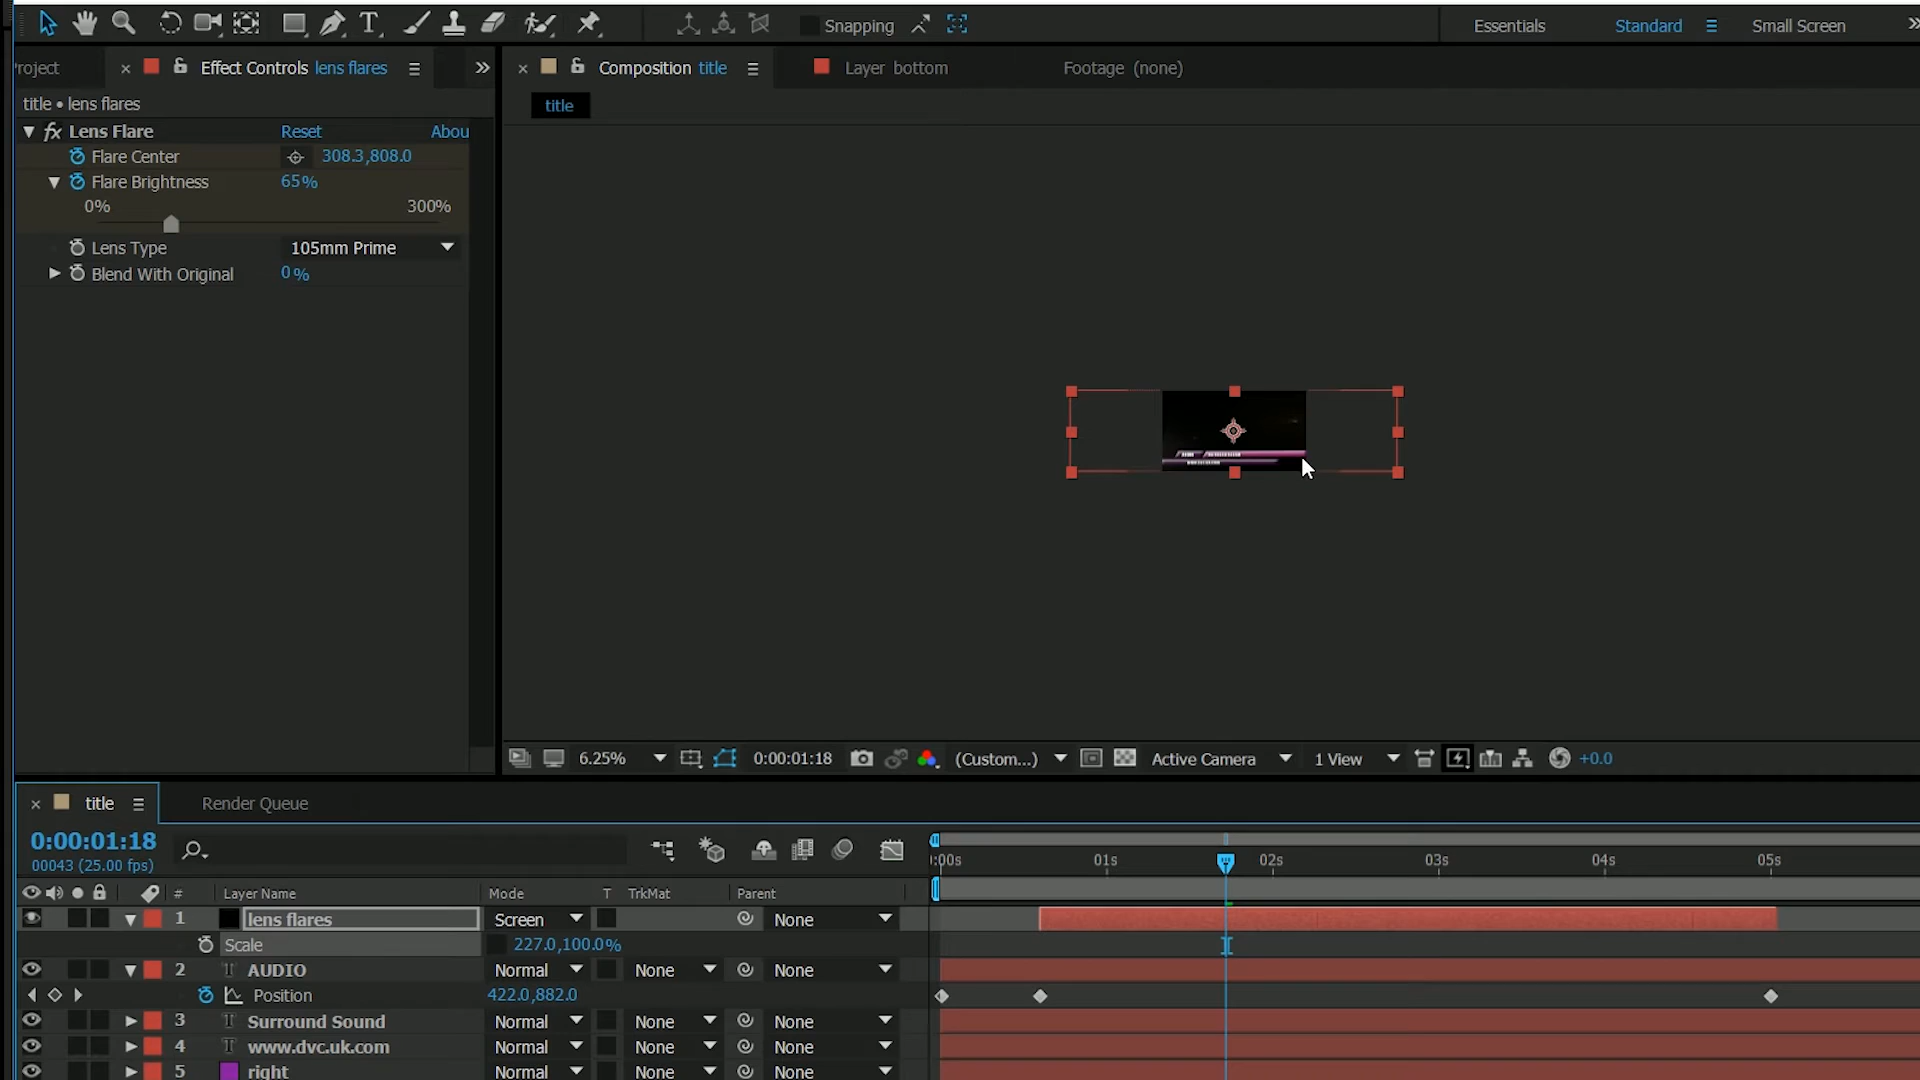 Snapping
Essentials
Standard
Small Screen
roject
Effect Controls lens flares
Composition title
Layer bottom
Footage (none)
title • lens flares
title
fx Lens Flare
Reset
Abou
Flare Center
308.3,808.0
Flare Brightness
65%
0%
300%
Lens Type
105mm Prime
Blend With Original
0%
6.25%
0:00:01:18
(Custom...)
Active Camera
1 View
+0.0
title
Render Queue
0:00:01:18
00043 (25.00 fps)
:00s
01s
02s
03s
04s
05s
#
Layer Name
Mode
T
TrkMat
Parent
1
lens flares
Screen
None
Scale
227.0,100.0%
2
T
AUDIO
Normal
None
None
Position
422.0,882.0
3
T
Surround Sound
Normal
None
None
4
T
www.dvc.uk.com
Normal
None
None
5
right
Normal
None
None